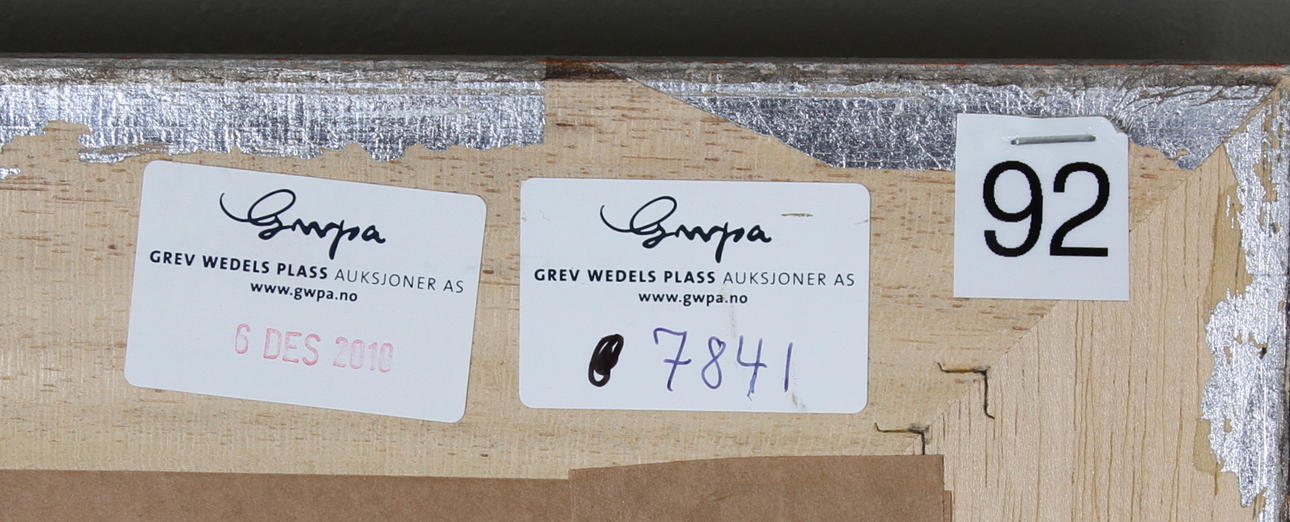 Gwpa
GREV WEDELS PLASS AUKSJONER AS
www.gwpa.no
6 DES 2010
Gwpa
GREV WEDELS PLASS AUKSJONER AS
www.gwpa.no
7841
92